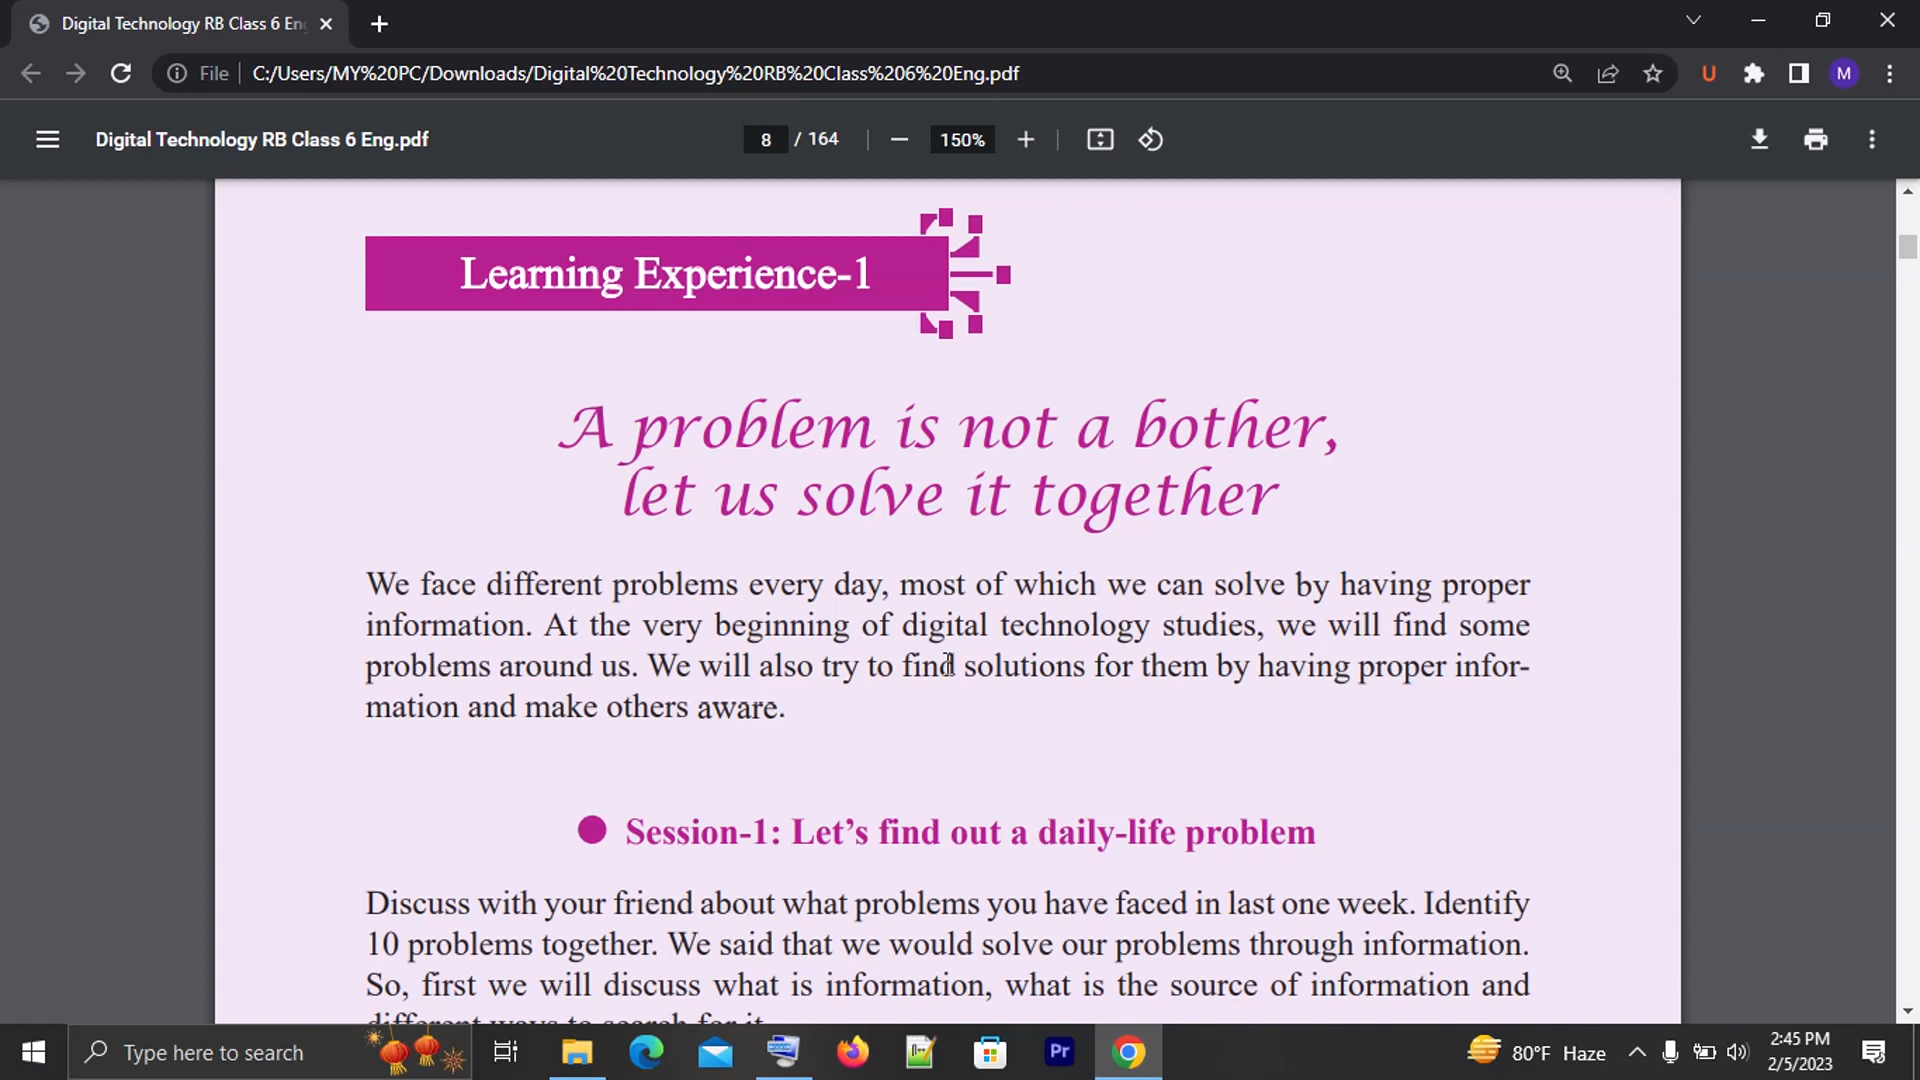 Digital Technology RB Class 6 En
File
C:/Users/MY%20PC/Downloads/Digital%20Technology%20RB%20Class%206%20Eng.pdf
U
M
Digital Technology RB Class 6 Eng.pdf
8 / 164
150%
Learning Experience-1
A problem is not a bother,
let us solve it together
We face different problems every day, most of which we can solve by having proper
information. At the very beginning of digital technology studies, we will find some
problems around us. We will also try to find solutions for them by having proper infor-
mation and make others aware.
Session-1: Let's find out a daily-life problem
Discuss with your friend about what problems you have faced in last one week. Identify
10 problems together. We said that we would solve our problems through information.
So, first we will discuss what is information, what is the source of information and
different ways to search for it.
Type here to search
Pr
80°F Haze
2:45 PM
2/5/2023